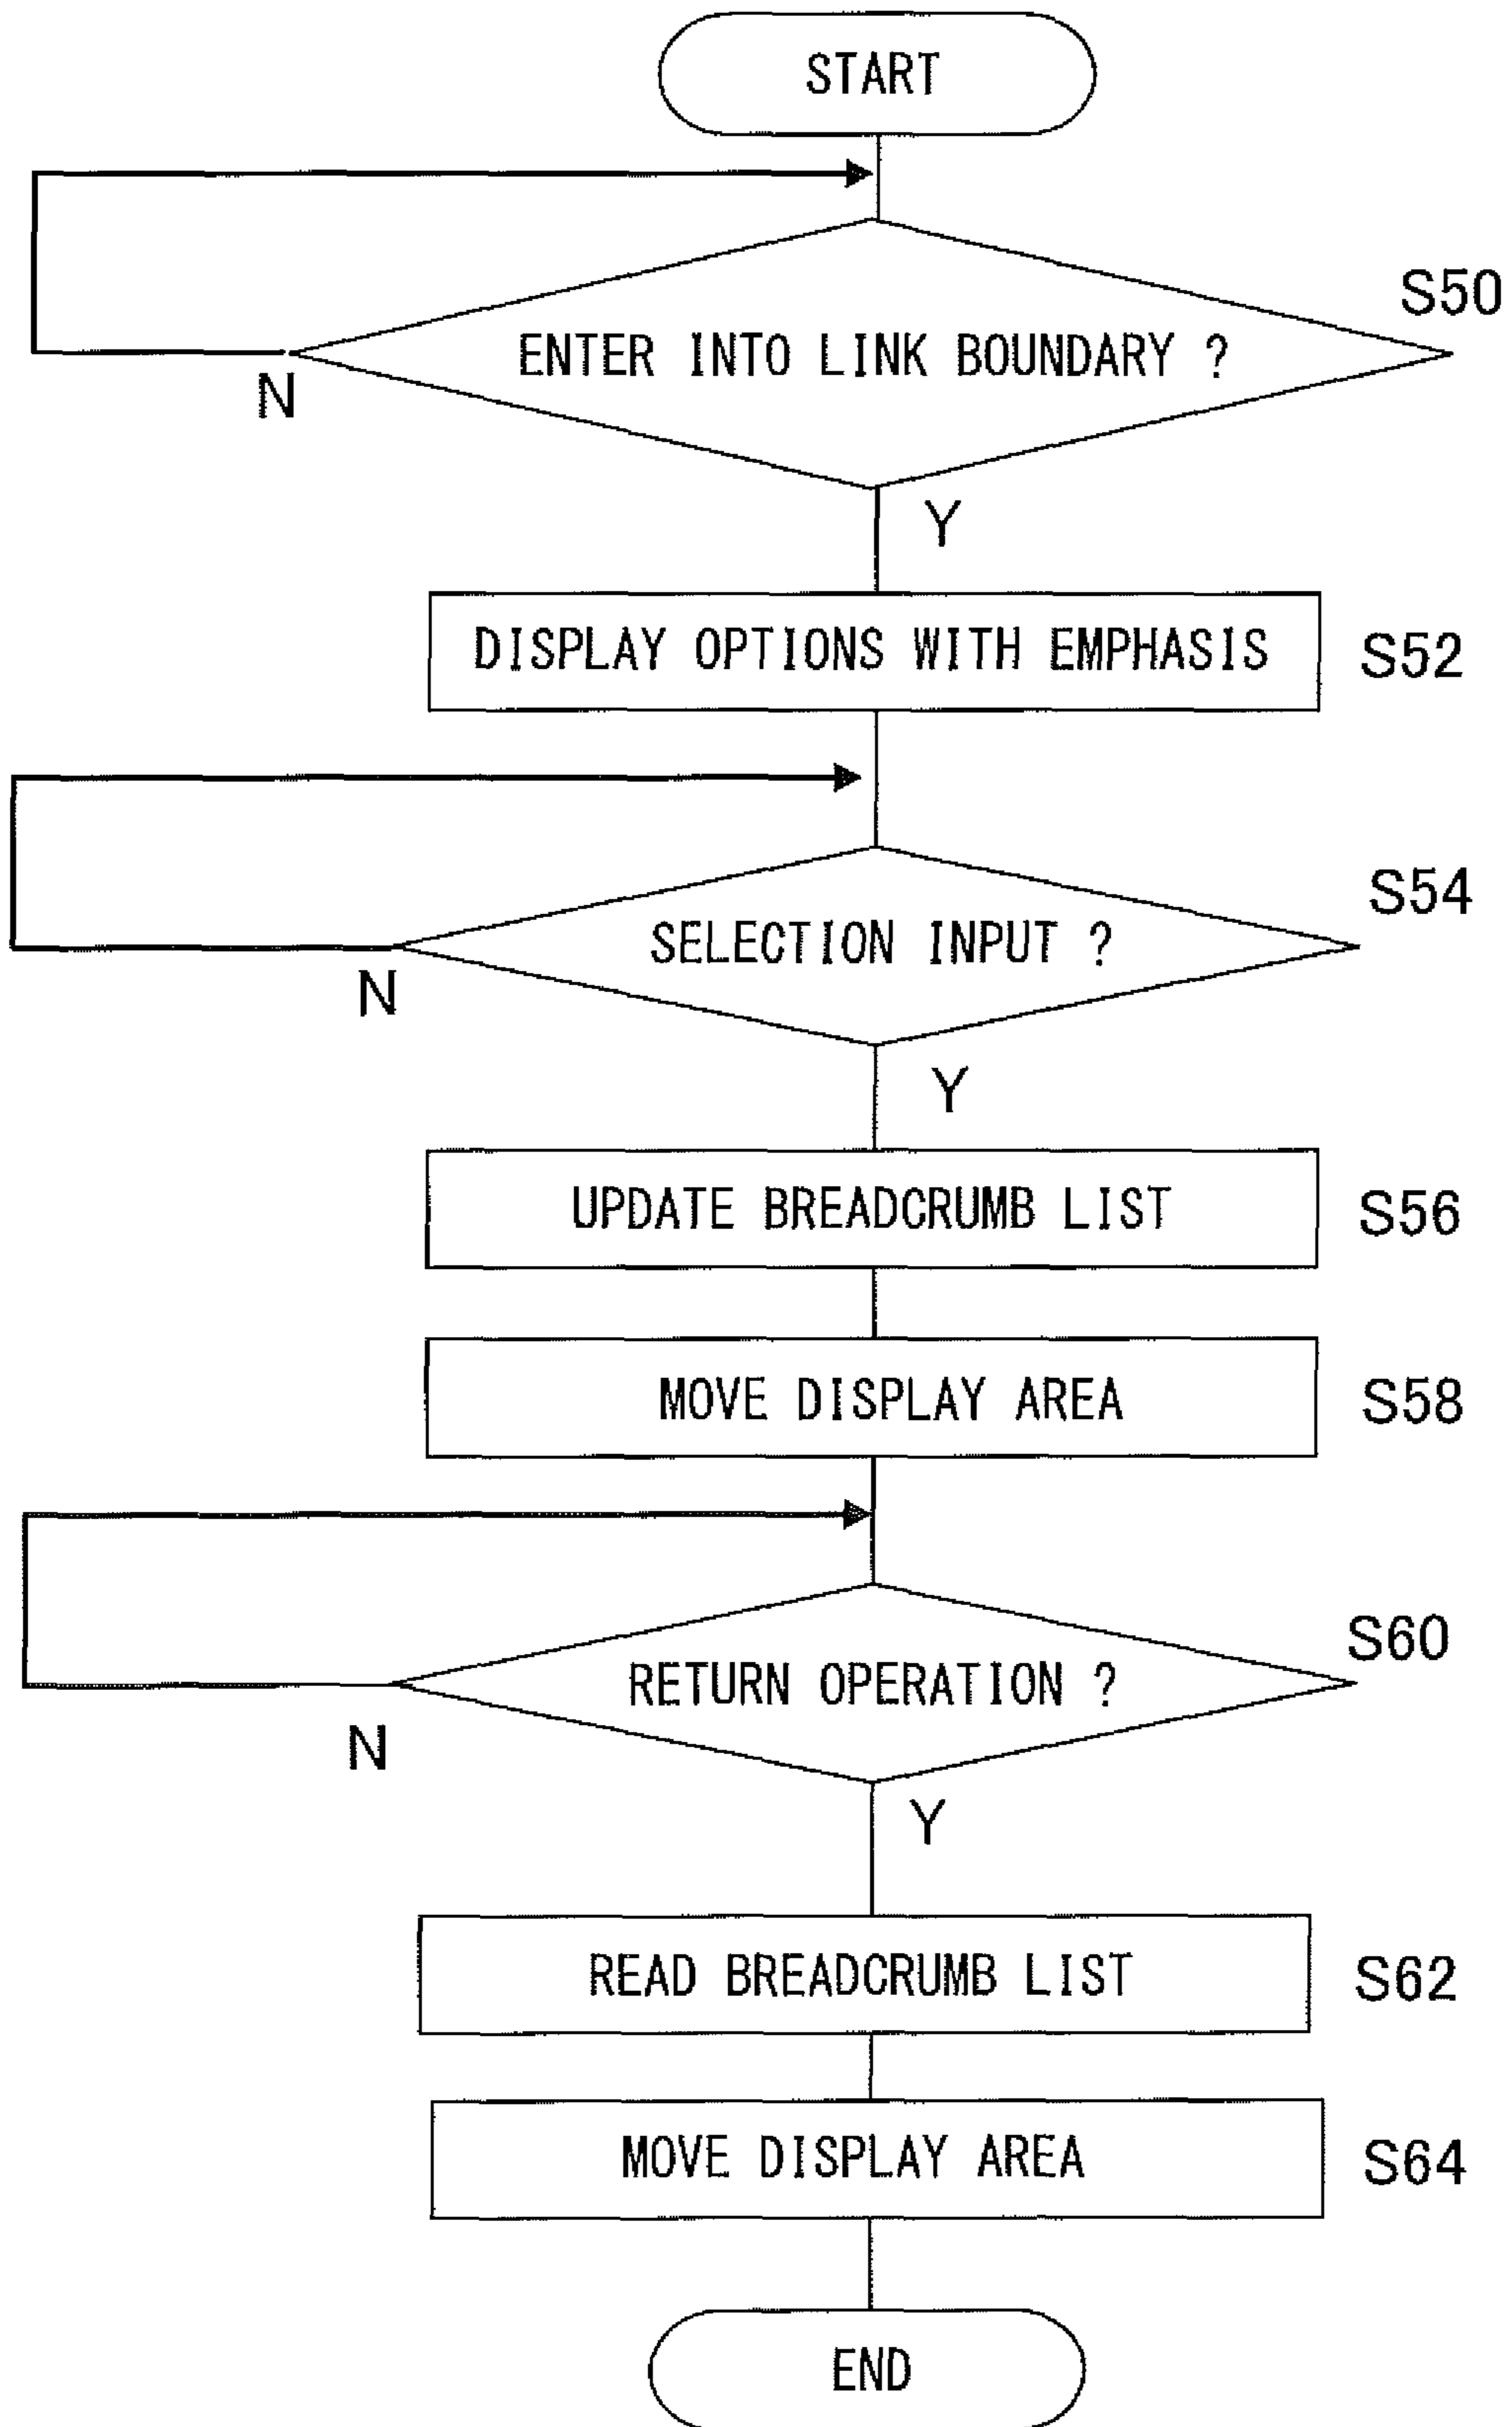 START
S50
ENTER INTO LINK BOUNDARY ?
N
Y
DISPLAY OPTIONS WITH EMPHASIS
S52
S54
SELECTION INPUT ?
N
Y
UPDATE BREADCRUMB LIST
S56
MOVE DISPLAY AREA
S58
S60
RETURN OPERATION ?
N
Y
READ BREADCRUMB LIST
S62
MOVE DISPLAY AREA
S64
END